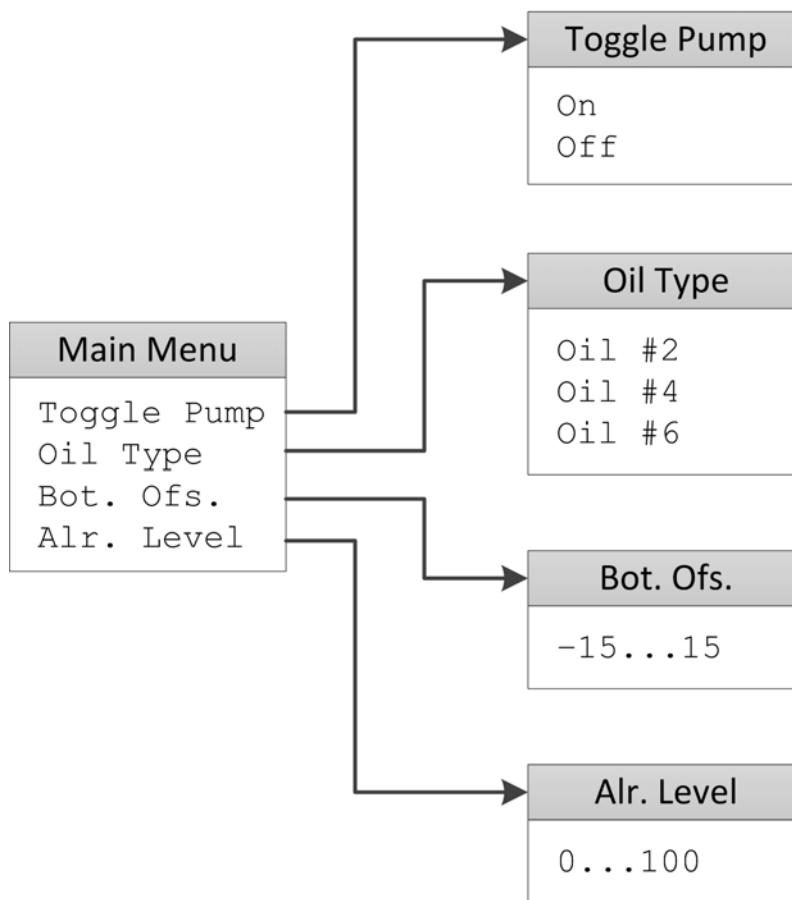 Main Menu
Toggle Pump
Oil Type
Bot. Ofs.
Alr. Level
Toggle Pump
On
Off
Oil Type
Oil #2
Oil #4
Oil #6
Bot. Ofs.
-15...15
Alr. Level
0...100